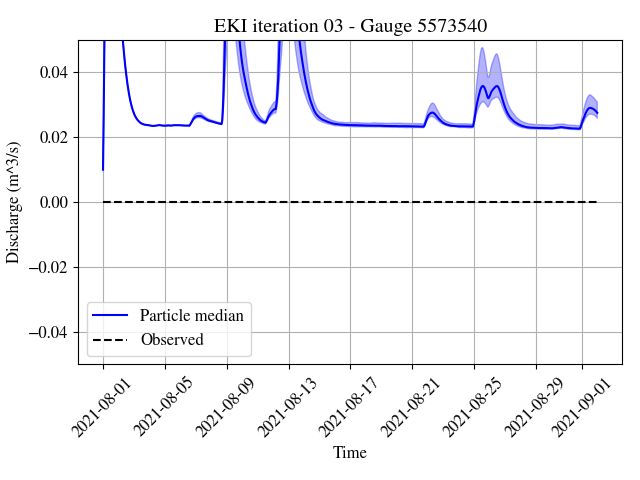 EKI iteration 03 - Gauge 5573540
0.04
0.02
0.00
−0.02
−0.04
Discharge (m^3/s)
Particle median
Observed
2021-08-01
2021-08-05
2021-08-09
2021-08-13
2021-08-17
2021-08-21
2021-08-25
2021-08-29
2021-09-01
Time